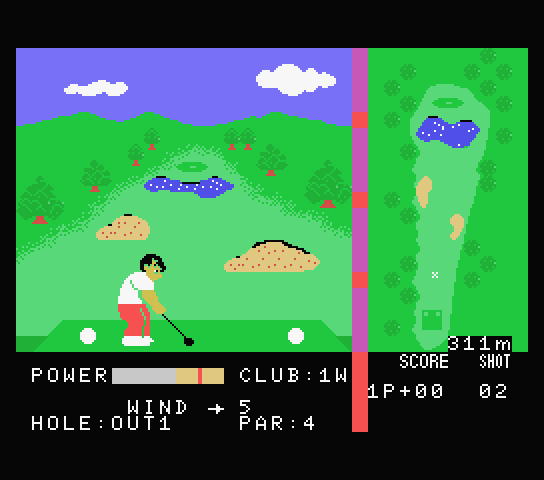 311m
SCORE SHOT
POWER CLUB:1W
1P+00 02
WIND → 5
HOLE:OUT1 PAR:4